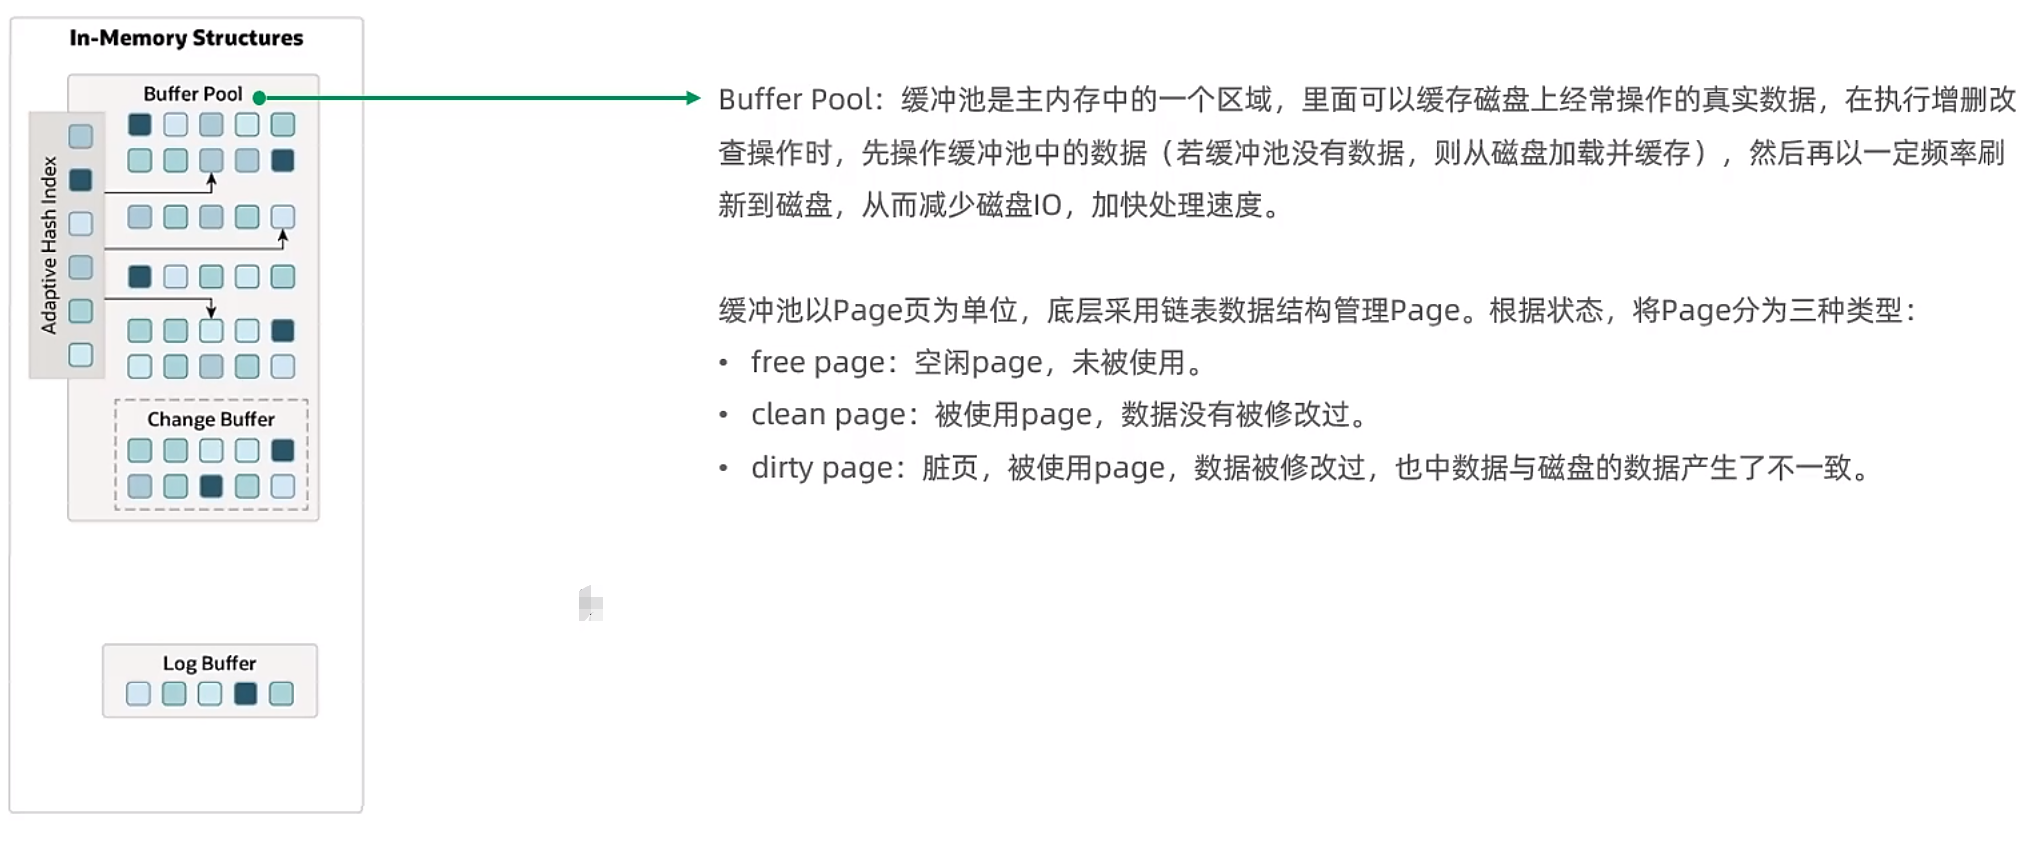 In-Memory Structures
Buffer Pool
Adaptive Hash Index
Change Buffer
Log Buffer
Buffer Pool：缓冲池是主内存中的一个区域，里面可以缓存磁盘上经常操作的真实数据，在执行增删改
查操作时，先操作缓冲池中的数据（若缓冲池没有数据，则从磁盘加载并缓存），然后再以一定频率刷
新到磁盘，从而减少磁盘IO，加快处理速度。
缓冲池以Page页为单位，底层采用链表数据结构管理Page。根据状态，将Page分为三种类型：
• free page：空闲page，未被使用。
• clean page：被使用page，数据没有被修改过。
• dirty page：脏页，被使用page，数据被修改过，也中数据与磁盘的数据产生了不一致。